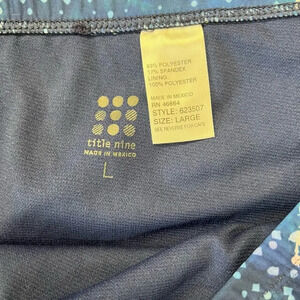 83% POLYESTER
17% SPANDEX
LINING:
100% POLYESTER
MADE IN MEXICO
RN 46664
STYLE: 623507
SIZE: LARGE
SEE REVERSE FOR CARE
title nine
MADE IN MEXICO
L